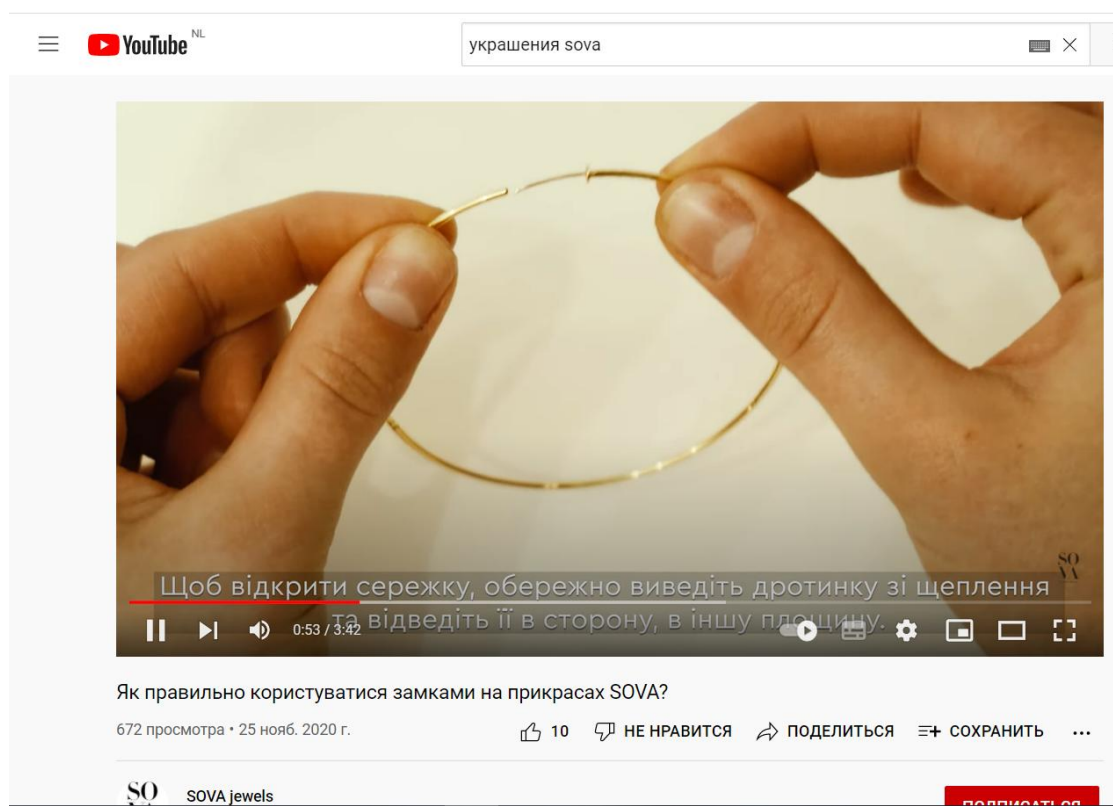 YouTube NL
украшения sova
SO
VA
Щоб відкрити сережку, обережно виведіть дротинку зі щеплення
та відведіть її в сторону, в іншу площину.
0:53 / 3:42
Як правильно користуватися замками на прикрасах SOVA?
672 просмотра • 25 нояб. 2020 г.
10 НЕ НРАВИТСЯ ПОДЕЛИТЬСЯ СОХРАНИТЬ
SO
VA
SOVA jewels
ПОДПИСАТЬСЯ